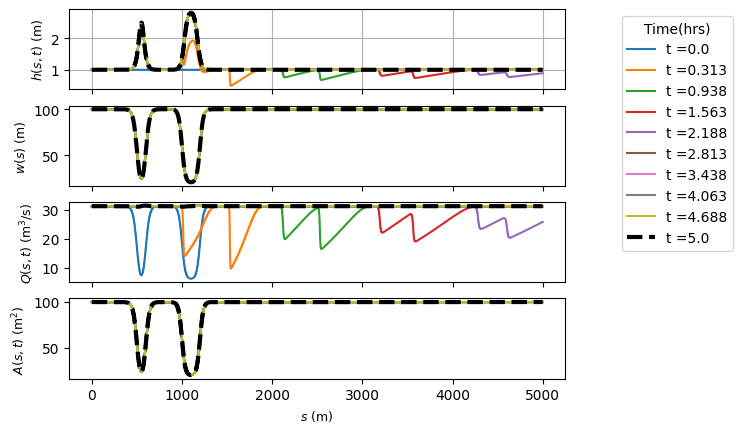 h(s, t) (m)
2
1
Time(hrs)
t =0.0
t =0.313
t =0.938
t =1.563
t =2.188
t =2.813
t =3.438
t =4.063
t =4.688
t =5.0
w(s) (m)
100
50
Q(s, t) (m³/s)
30
20
10
A(s, t) (m²)
100
50
0 1000 2000 3000 4000 5000
s (m)